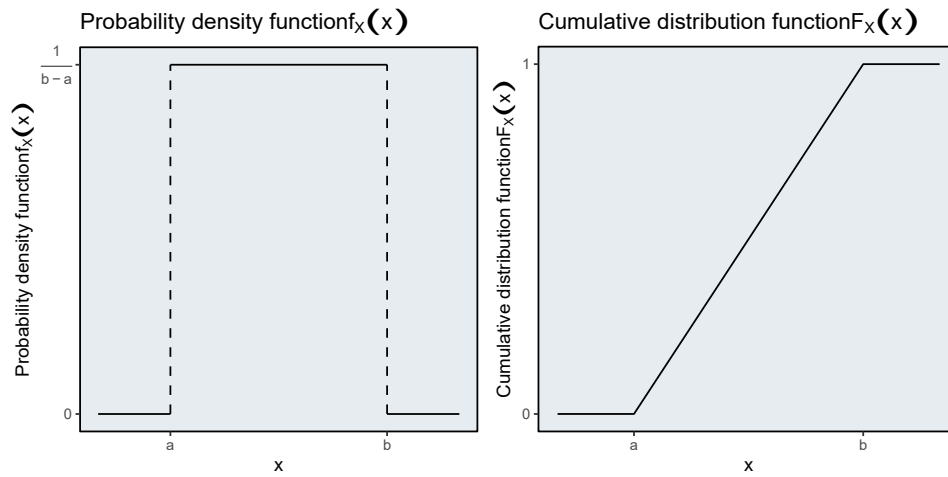 Probability density functionfX(x)
1
b − a
0
a
b
x
Probability density functionfX(x)
Cumulative distribution functionFX(x)
1
0
a
b
x
Cumulative distribution functionFX(x)